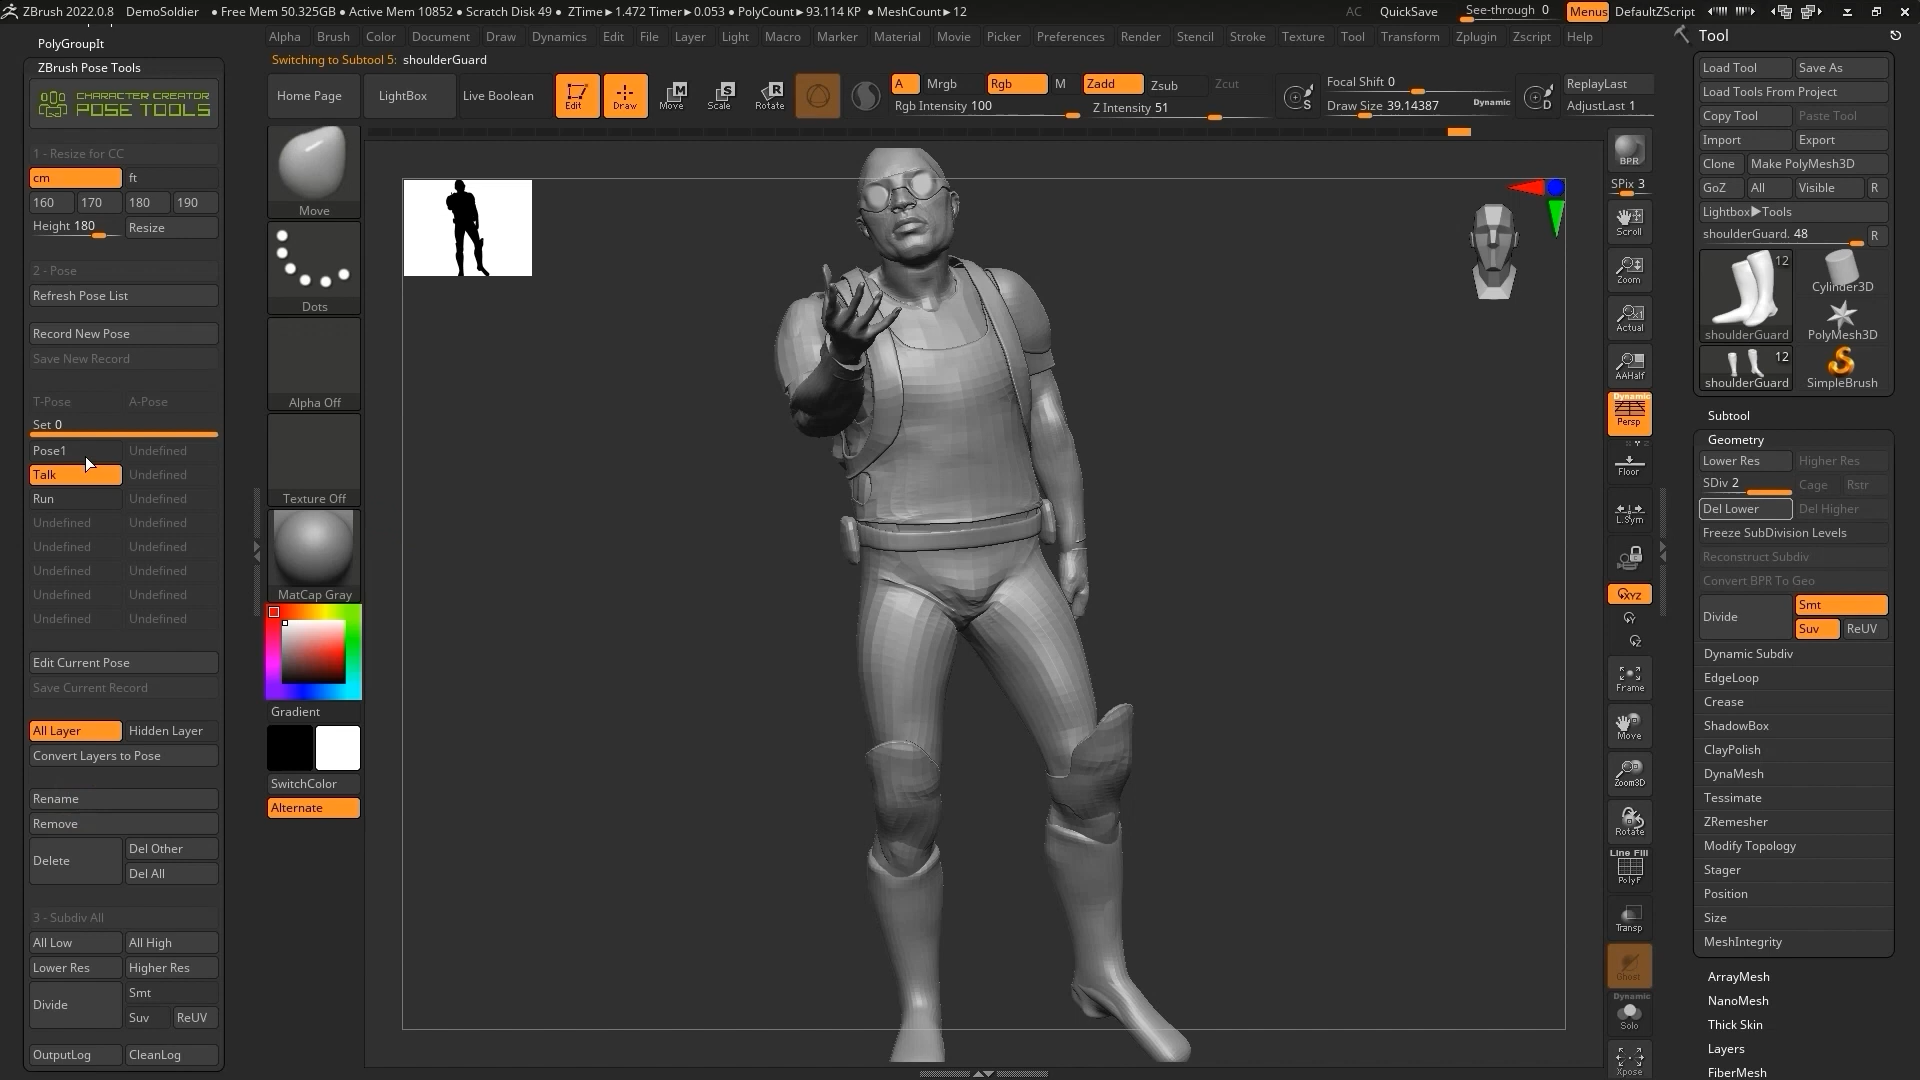 ZBrush 2022.0.8 DemoSoldier • Free Mem 50.325GB • Active Mem 10852 • Scratch Disk 49 • ZTime►1.472 Timer►0.053 • PolyCount►93.114 KP • MeshCount►12 AC QuickSave See-through 0 Menus DefaultZScript
Alpha Brush Color Document Draw Dynamics Edit File Layer Light Macro Marker Material Movie Picker Preferences Render Stencil Stroke Texture Tool Transform Zplugin Zscript Help
Switching to Subtool 5: shoulderGuard
Home Page LightBox Live Boolean Edit Draw Move Scale Rotate
M S R
A Mrgb Rgb M Zadd Zsub Zcut
Rgb Intensity 100 Z Intensity 51
S Focal Shift 0
Draw Size 39.14387 Dynamic
D ReplayLast
AdjustLast 1
PolyGroupIt
ZBrush Pose Tools
CHARACTER CREATOR
POSE TOOLS
1 - Resize for CC
cm ft
160 170 180 190
Height 180 Resize
2 - Pose
Refresh Pose List
Record New Pose
Save New Record
T-Pose A-Pose
Set 0
Pose1 Undefined
Talk Undefined
Run Undefined
Undefined Undefined
Undefined Undefined
Undefined Undefined
Undefined Undefined
Undefined Undefined
Edit Current Pose
Save Current Record
All Layer Hidden Layer
Convert Layers to Pose
Rename
Remove
Delete Del Other
Del All
3 - Subdiv All
All Low All High
Lower Res Higher Res
Divide Smt
Suv ReUV
OutputLog CleanLog
Move
Dots
Alpha Off
Texture Off
MatCap Gray
Gradient
SwitchColor
Alternate
BPR
SPix 3
Scroll
Zoom
Actual
AAHalf
Dynamic
Persp
Floor
L.Sym
XYZ
Y
Z
Frame
Move
Zoom3D
Rotate
Line Fill
PolyF
Transp
Ghost
Dynamic
Solo
Xpose
Tool
Load Tool Save As
Load Tools From Project
Copy Tool Paste Tool
Import Export
Clone Make PolyMesh3D
GoZ All Visible R
Lightbox►Tools
shoulderGuard. 48 R
12
shoulderGuard
Cylinder3D
PolyMesh3D
12
shoulderGuard
SimpleBrush
Subtool
Geometry
Lower Res Higher Res
SDiv 2 Cage Rstr
Del Lower Del Higher
Freeze SubDivision Levels
Reconstruct Subdiv
Convert BPR To Geo
Divide Smt
Suv ReUV
Dynamic Subdiv
EdgeLoop
Crease
ShadowBox
ClayPolish
DynaMesh
Tessimate
ZRemesher
Modify Topology
Stager
Position
Size
MeshIntegrity
ArrayMesh
NanoMesh
Thick Skin
Layers
FiberMesh